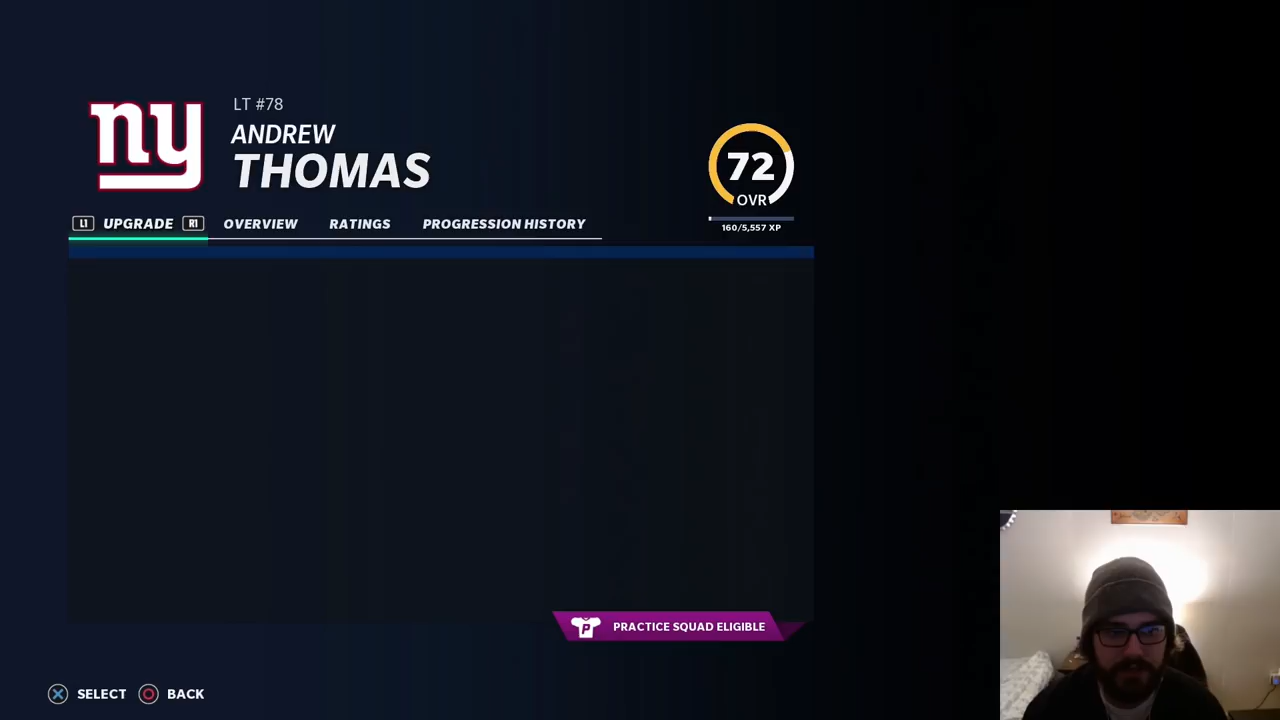 ny
LT #78
ANDREW
THOMAS
72
OVR
160/5,557 XP
L1 UPGRADE R1 OVERVIEW RATINGS PROGRESSION HISTORY
P PRACTICE SQUAD ELIGIBLE
SELECT BACK